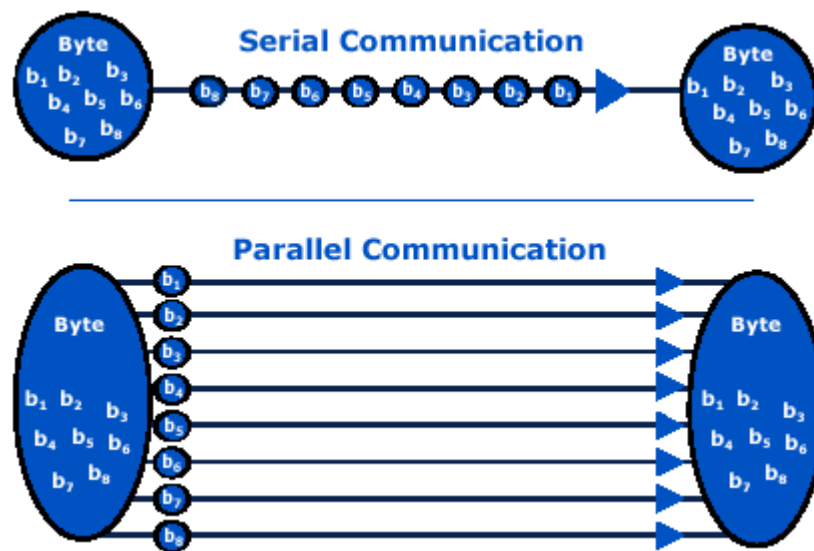 Serial Communication
Byte
b₁ b₂ b₃
b₄ b₅ b₆
b₇ b₈
b₈ b₇ b₆ b₅ b₄ b₃ b₂ b₁
Byte
b₁ b₂ b₃
b₄ b₅ b₆
b₇ b₈
Parallel Communication
Byte
b₁ b₂ b₃
b₄ b₅ b₆
b₇ b₈
b₁
b₂
b₃
b₄
b₅
b₆
b₇
b₈
Byte
b₁ b₂ b₃
b₄ b₅ b₆
b₇ b₈